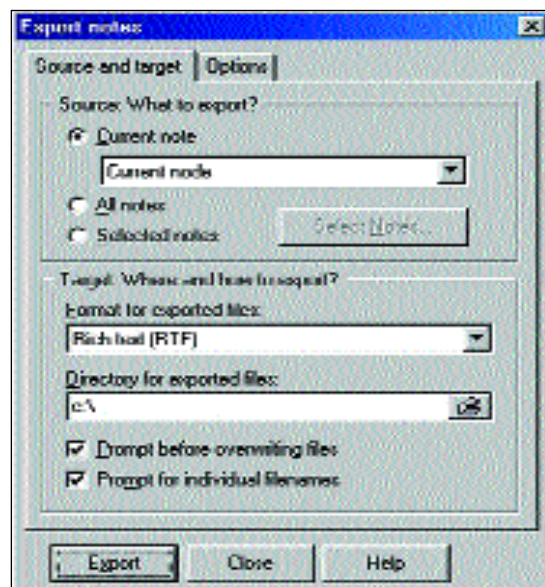 Export notes
Source and target Options
Source: What to export?
Current note
Current node
All notes
Selected notes Select Notes...
Target: Where and how to export?
Format for exported files:
Rich text (RTF)
Directory for exported files:
c:\
Prompt before overwriting files
Prompt for individual filenames
Export Close Help